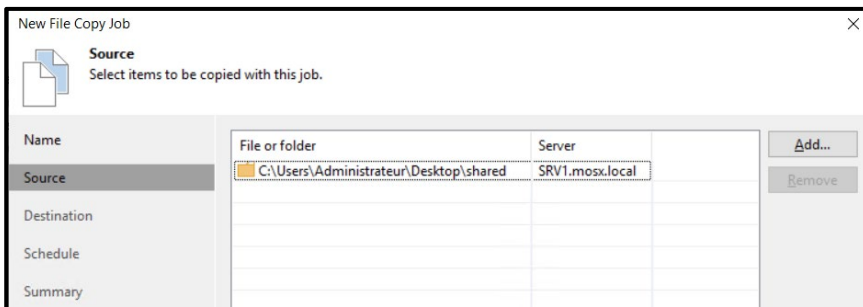 New File Copy Job
Source
Select items to be copied with this job.
Name
Source
Destination
Schedule
Summary
File or folder Server
C:\Users\Administrateur\Desktop\shared SRV1.mosx.local
Add...
Remove